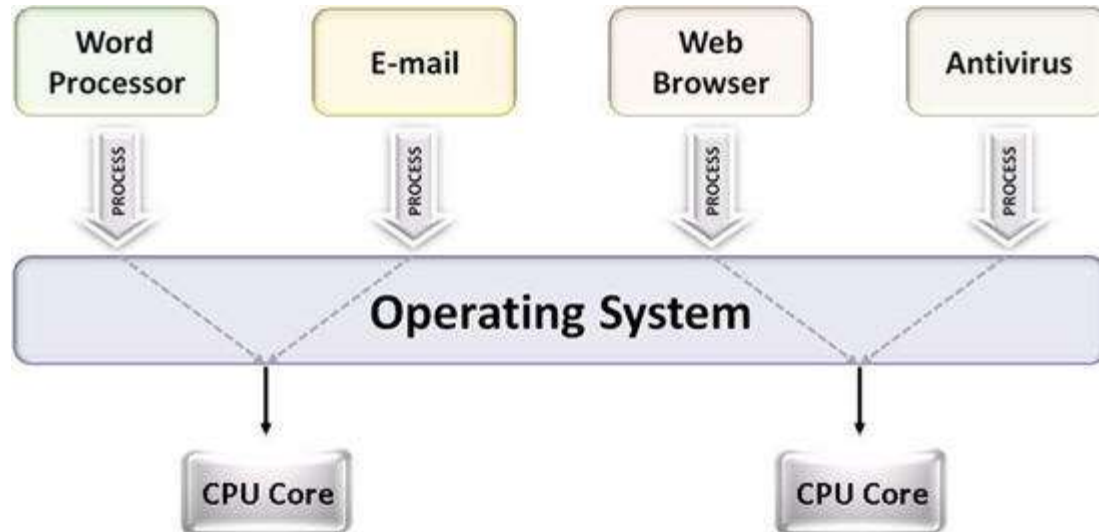 Word
Processor
E-mail
Web
Browser
Antivirus
PROCESS
PROCESS
PROCESS
PROCESS
Operating System
CPU Core
CPU Core